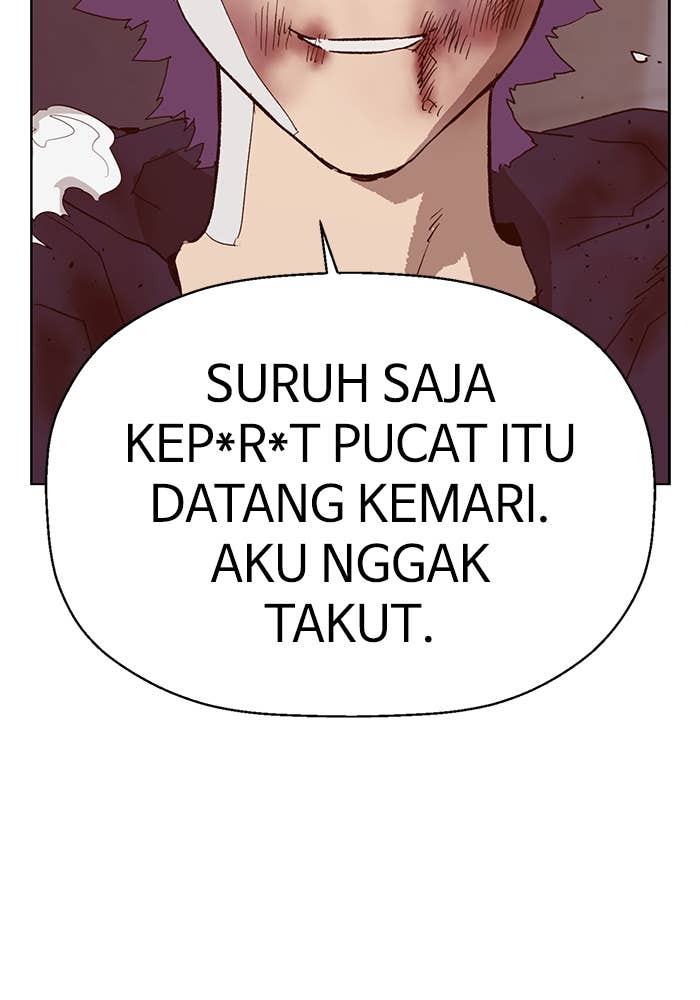 SURUH SAJA
KEP*R*T PUCAT ITU
DATANG KEMARI.
AKU NGGAK
TAKUT.